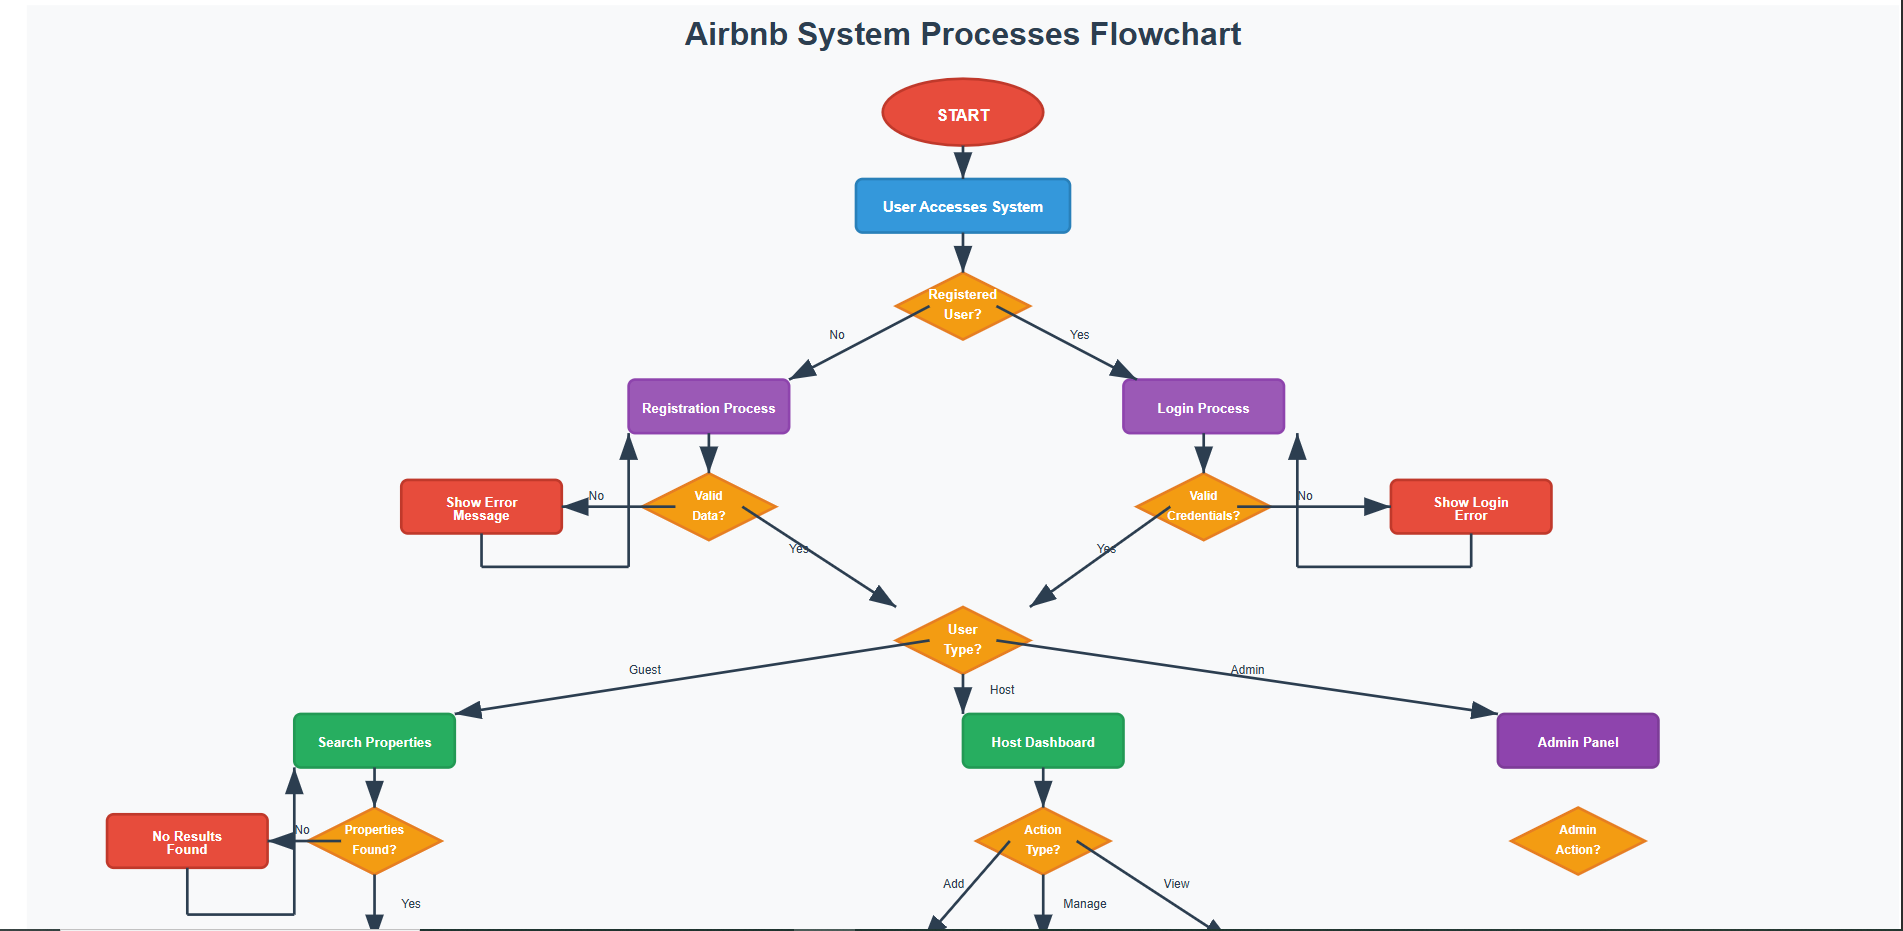 Airbnb System Processes Flowchart
START
User Accesses System
Registered
User?
No
Yes
Registration Process
Login Process
Show Error
Message
No
Valid
Data?
Valid
Credentials?
No
Show Login
Error
Yes
Yes
User
Type?
Guest
Host
Admin
Search Properties
Host Dashboard
Admin Panel
No Results
Found
No
Properties
Found?
Action
Type?
Admin
Action?
Yes
Add
Manage
View